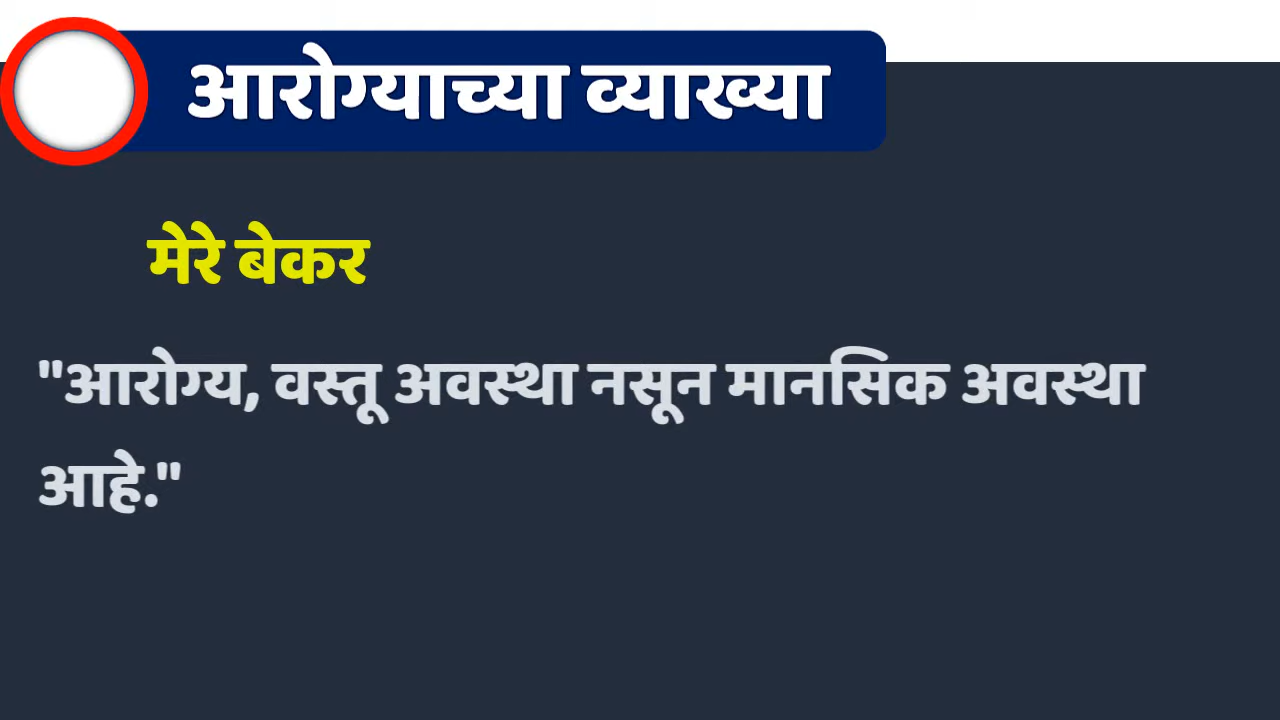 आरोग्याच्या व्याख्या
मेरे बेकर
"आरोग्य, वस्तू अवस्था नसून मानसिक अवस्था
आहे."